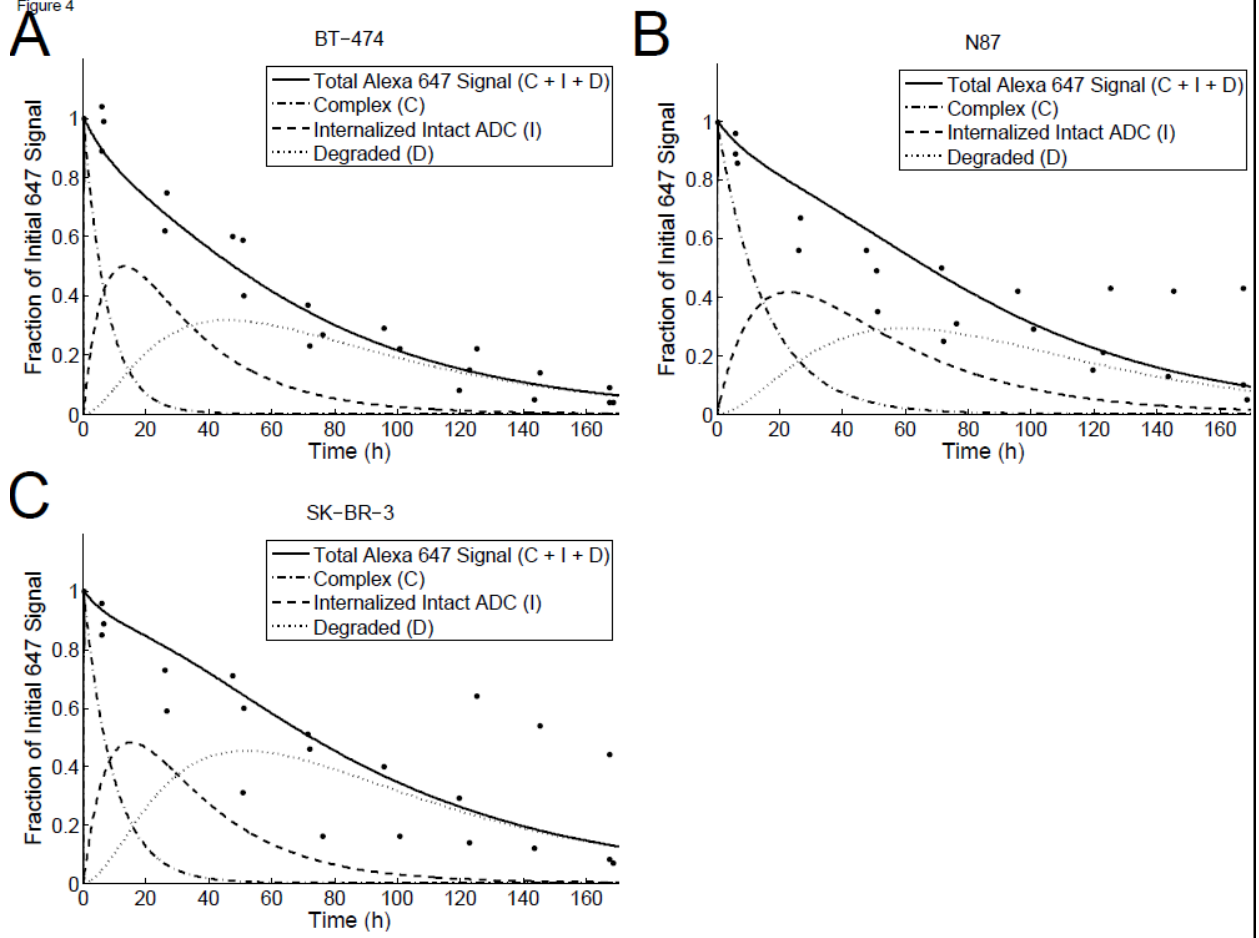 Figure 4
A
BT-474
Total Alexa 647 Signal (C + I + D)
Complex (C)
Internalized Intact ADC (I)
Degraded (D)
Fraction of Initial 647 Signal
1
0.8
0.6
0.4
0.2
0
0 20 40 60 80 100 120 140 160
Time (h)
B
N87
Total Alexa 647 Signal (C + I + D)
Complex (C)
Internalized Intact ADC (I)
Degraded (D)
Fraction of Initial 647 Signal
1
0.8
0.6
0.4
0.2
0
0 20 40 60 80 100 120 140 160
Time (h)
C
SK-BR-3
Total Alexa 647 Signal (C + I + D)
Complex (C)
Internalized Intact ADC (I)
Degraded (D)
Fraction of Initial 647 Signal
1
0.8
0.6
0.4
0.2
0
0 20 40 60 80 100 120 140 160
Time (h)